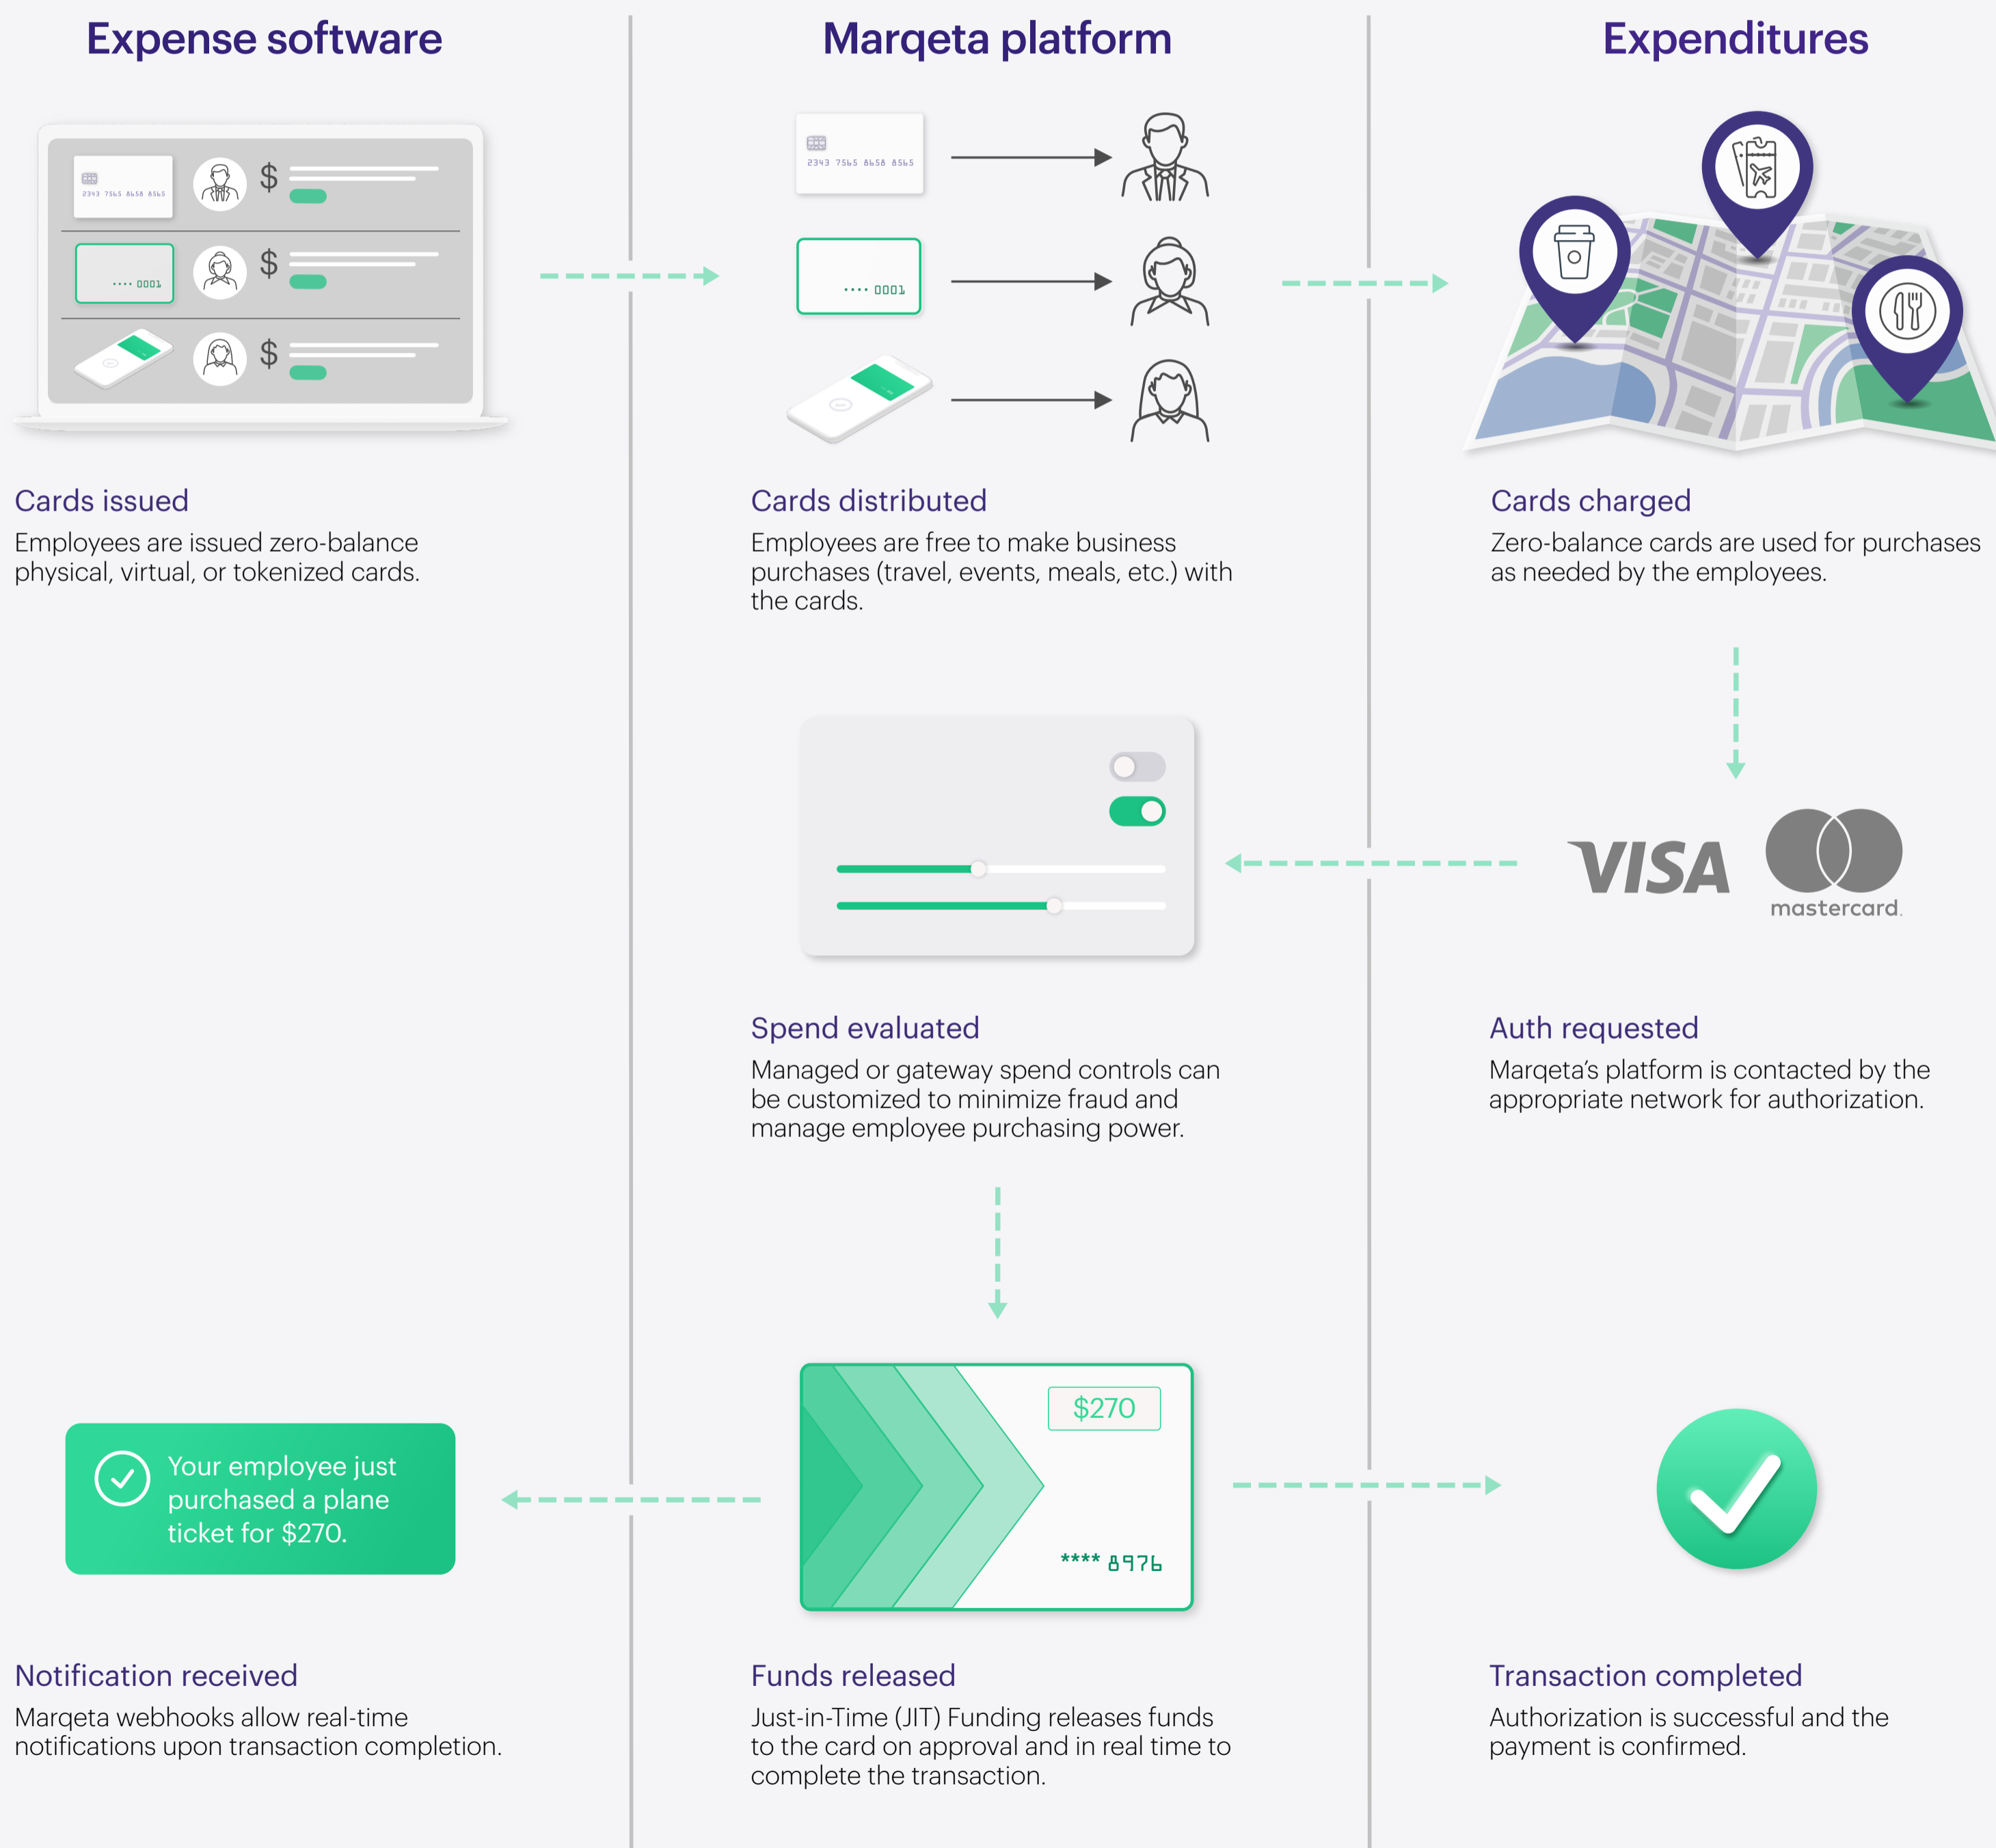 Expense software
Marqeta platform
Expenditures
2343 7565 8658 8565
$
•••• 0001
$
$
2343 7565 8658 8565
•••• 0001
Cards issued
Employees are issued zero-balance
physical, virtual, or tokenized cards.
Cards distributed
Employees are free to make business
purchases (travel, events, meals, etc.) with
the cards.
Cards charged
Zero-balance cards are used for purchases
as needed by the employees.
VISA
mastercard.
Spend evaluated
Managed or gateway spend controls can
be customized to minimize fraud and
manage employee purchasing power.
Auth requested
Marqeta’s platform is contacted by the
appropriate network for authorization.
Your employee just
purchased a plane
ticket for $270.
$270
**** 8976
Notification received
Marqeta webhooks allow real-time
notifications upon transaction completion.
Funds released
Just-in-Time (JIT) Funding releases funds
to the card on approval and in real time to
complete the transaction.
Transaction completed
Authorization is successful and the
payment is confirmed.